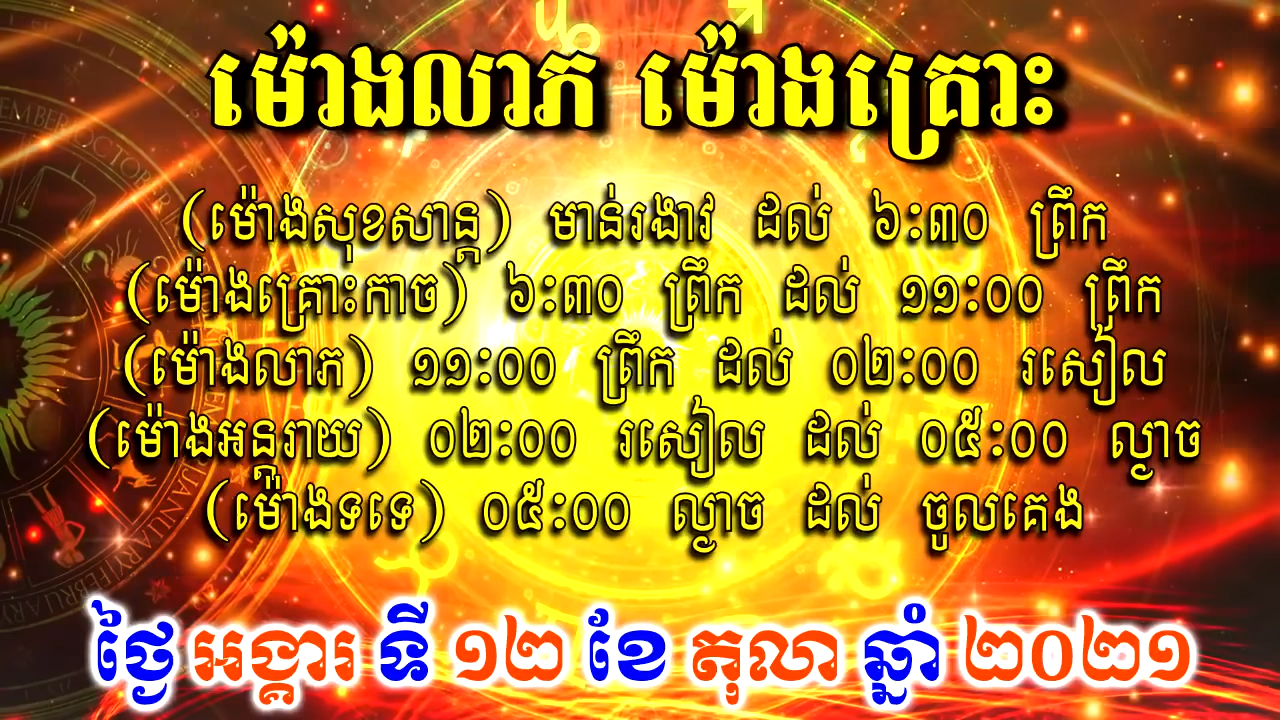 ម៉ោងលាភ ម៉ោងគ្រោះ
(ម៉ោងសុខសាន្ត) មាន់រងាវ ដល់ ៦:៣០ ព្រឹក
(ម៉ោងគ្រោះកាច) ៦:៣០ ព្រឹក ដល់ ១១:០០ ព្រឹក
(ម៉ោងលាភ) ១១:០០ ព្រឹក ដល់ ០២:០០ រសៀល
(ម៉ោងអន្តរាយ) ០២:០០ រសៀល ដល់ ០៥:០០ ល្ងាច
(ម៉ោងទទេ) ០៥:០០ ល្ងាច ដល់ ចូលគេង
ថ្ងៃ អង្គារ ទី ១២ ខែ តុលា ឆ្នាំ ២០២១
OCTOBER
JANUARY
FEBRUARY